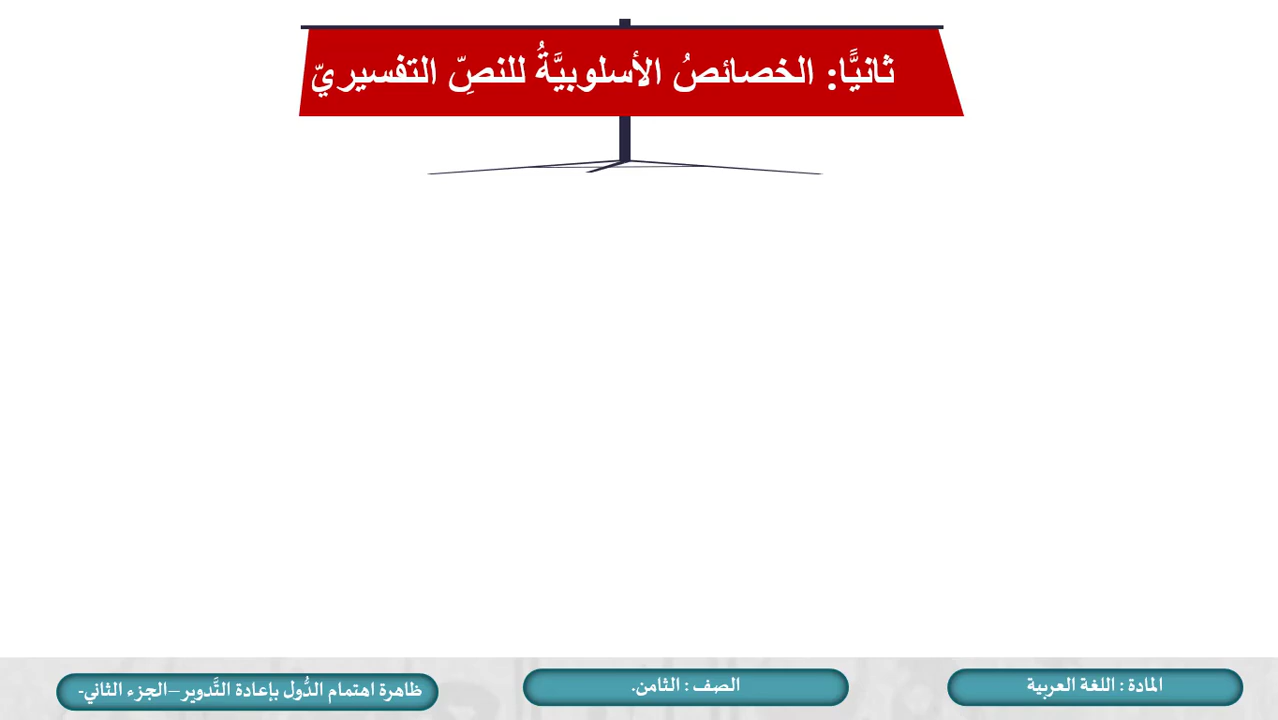 ثانيًّا: الخصائصُ الأسلوبيَّةُ للنصِّ التفسيريّ
المادة : اللغة العربية
الصف : الثامن.
ظاهرة اهتمام الدُّول بإعادة التَّدوير –الجزء الثاني-